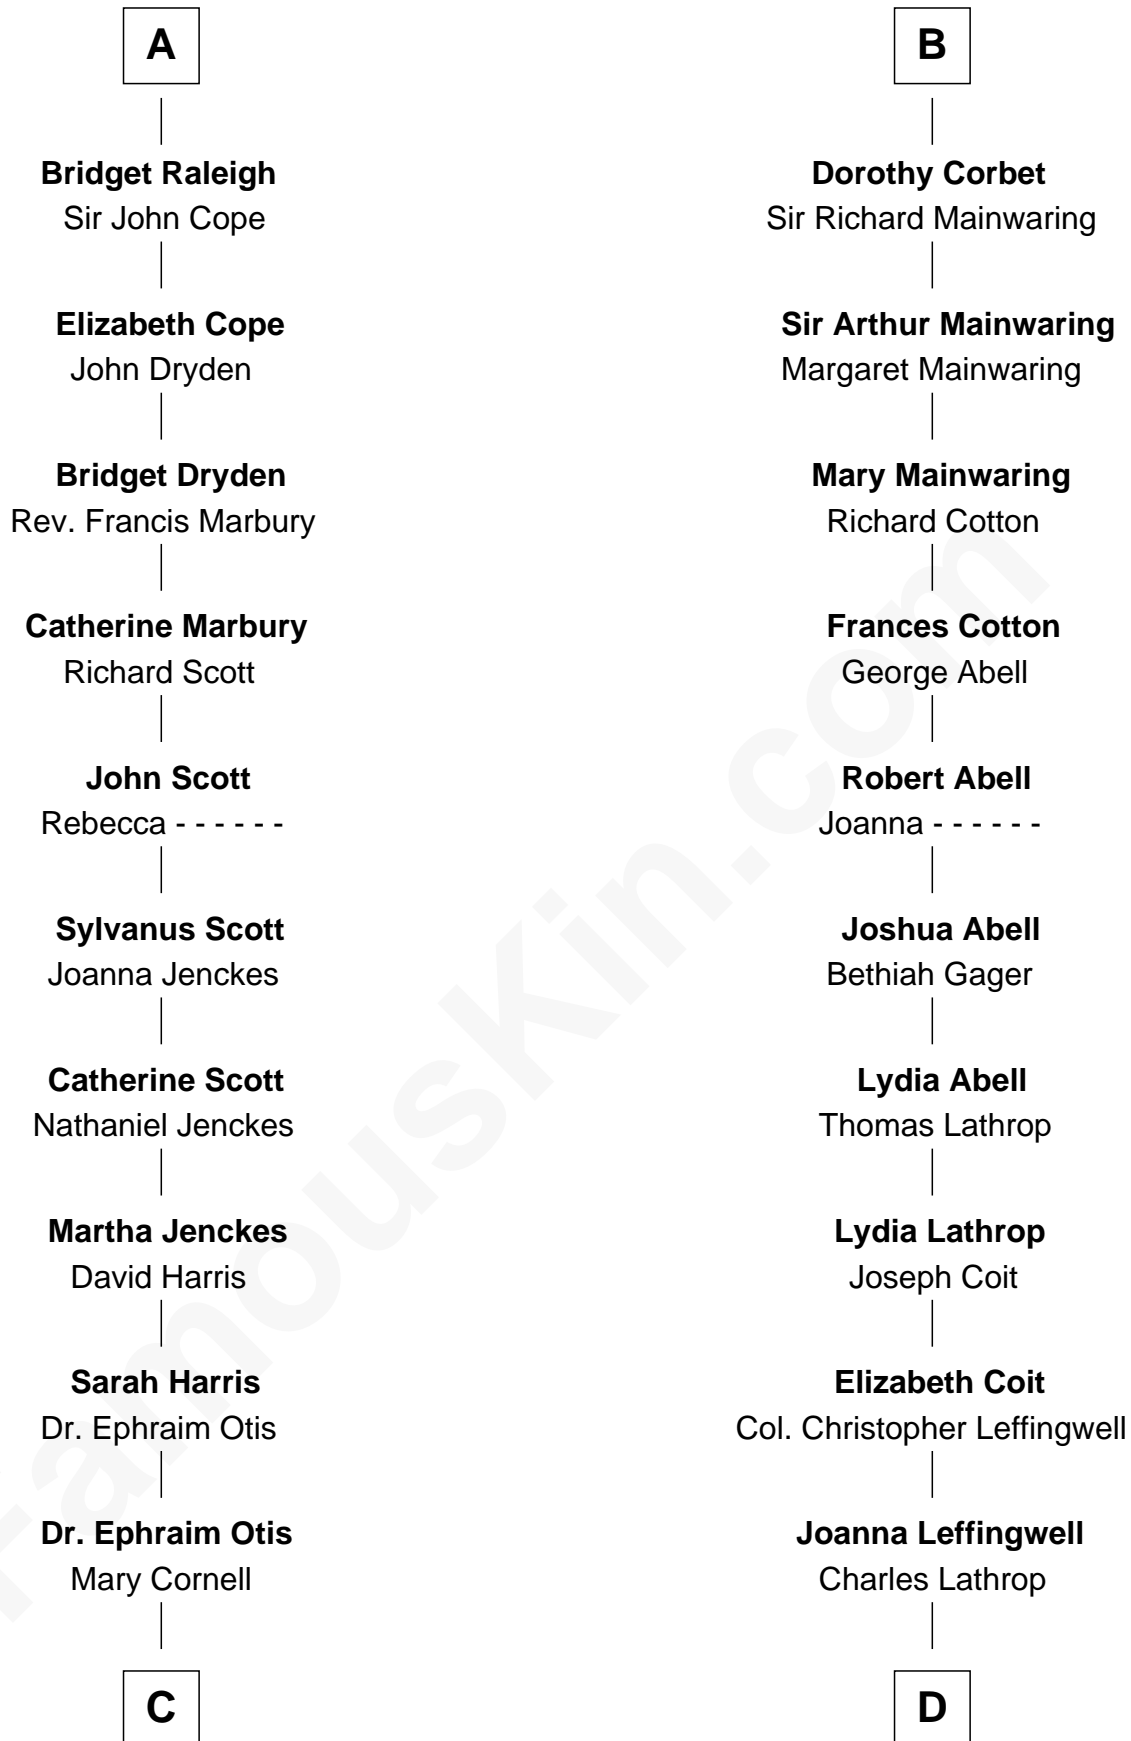 A
Bridget Raleigh
Sir John Cope
Elizabeth Cope
John Dryden
Bridget Dryden
Rev. Francis Marbury
Catherine Marbury
Richard Scott
John Scott
Rebecca - - - - - -
Sylvanus Scott
Joanna Jenckes
Catherine Scott
Nathaniel Jenckes
Martha Jenckes
David Harris
Sarah Harris
Dr. Ephraim Otis
Dr. Ephraim Otis
Mary Cornell
C
B
Dorothy Corbet
Sir Richard Mainwaring
Sir Arthur Mainwaring
Margaret Mainwaring
Mary Mainwaring
Richard Cotton
Frances Cotton
George Abell
Robert Abell
Joanna - - - - - -
Joshua Abell
Bethiah Gager
Lydia Abell
Thomas Lathrop
Lydia Lathrop
Joseph Coit
Elizabeth Coit
Col. Christopher Leffingwell
Joanna Leffingwell
Charles Lathrop
D
FamousKin.com